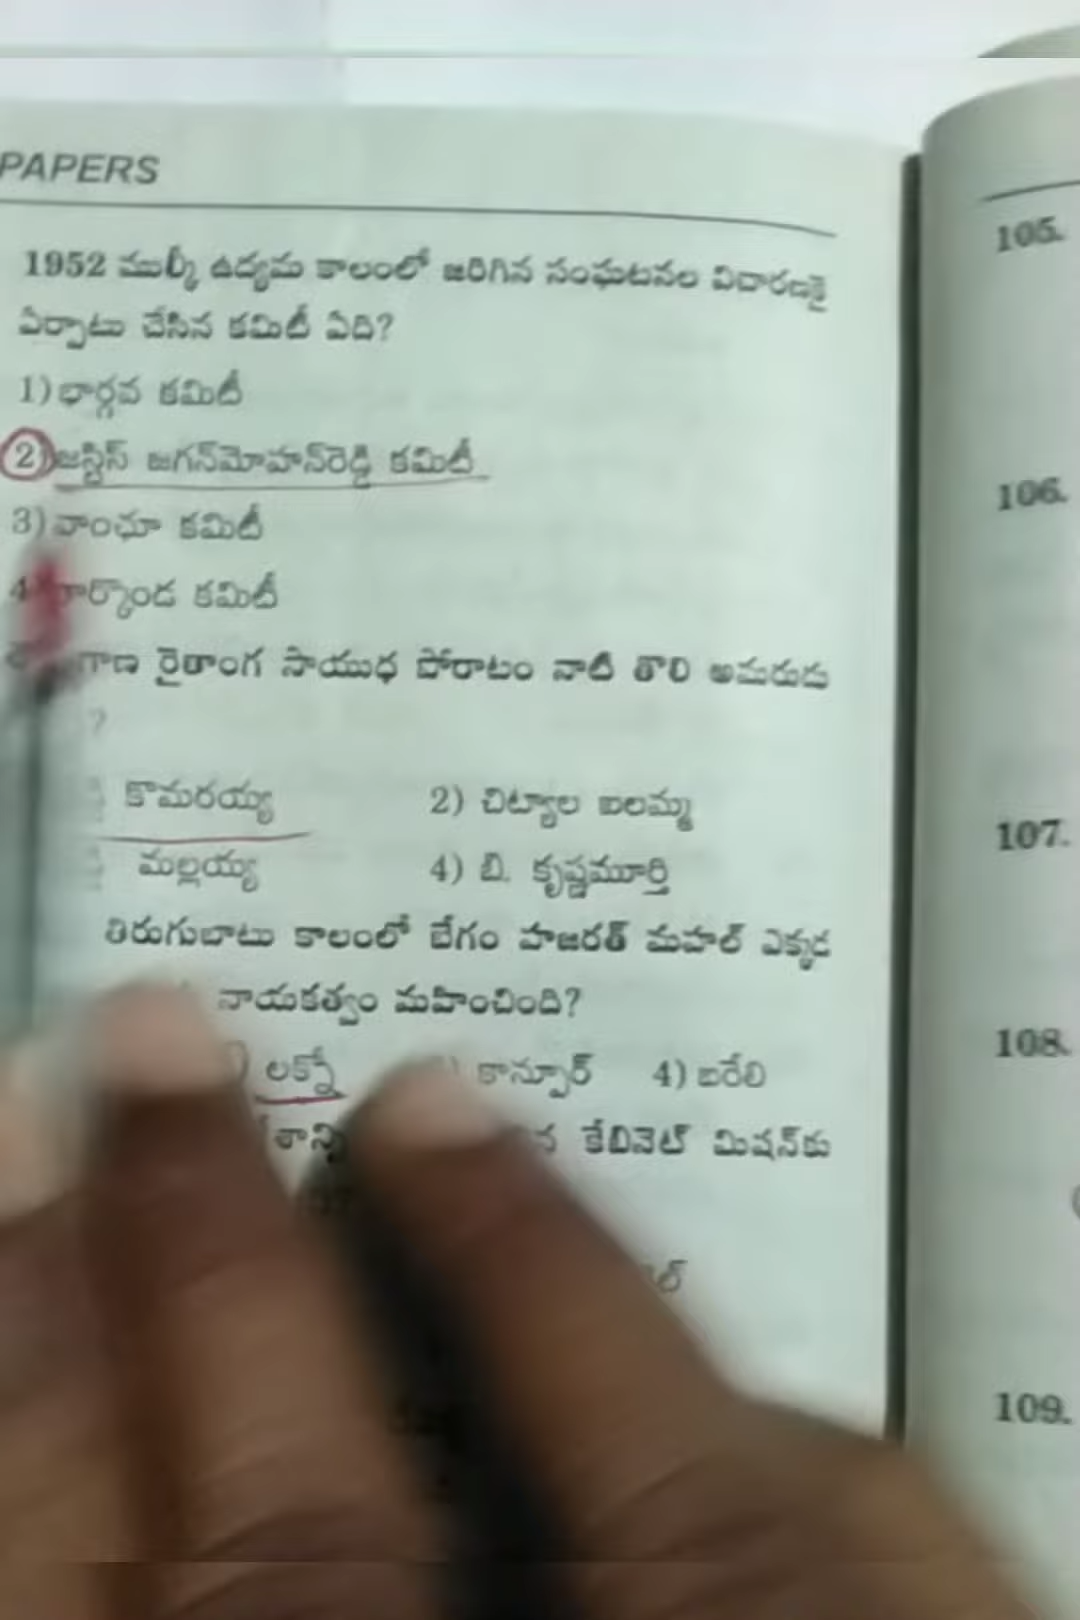 PAPERS
1952 ముల్కీ ఉద్యమ కాలంలో జరిగిన సంఘటనల విచారణకై
ఏర్పాటు చేసిన కమిటీ ఏది?
1) భార్గవ కమిటీ
2) జస్టిస్ జగన్‌మోహన్‌రెడ్డి కమిటీ
3) వాంఛూ కమిటీ
కమిటీ
రైతాంగ సాయుధ పోరాటం నాటి తొలి అమరుడు
?
కొమరయ్య 2) చిట్యాల ఐలమ్మ
మల్లయ్య 4) బి. కృష్ణమూర్తి
తిరుగుబాటు కాలంలో బేగం హజరత్ మహల్ ఎక్కడ
నాయకత్వం మహించింది?
లక్నో కాన్పూర్ 4) బరేలి
కేబినెట్ మిషన్‌కు
105.
106.
107.
108.
109.